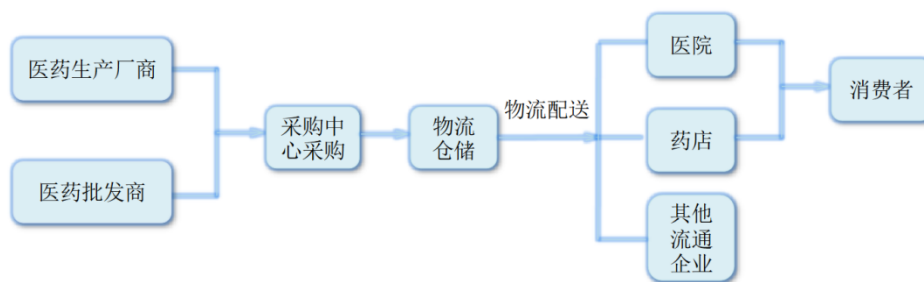 医药生产厂商
医药批发商
采购中
心采购
物流
仓储
物流配送
医院
药店
其他
流通
企业
消费者